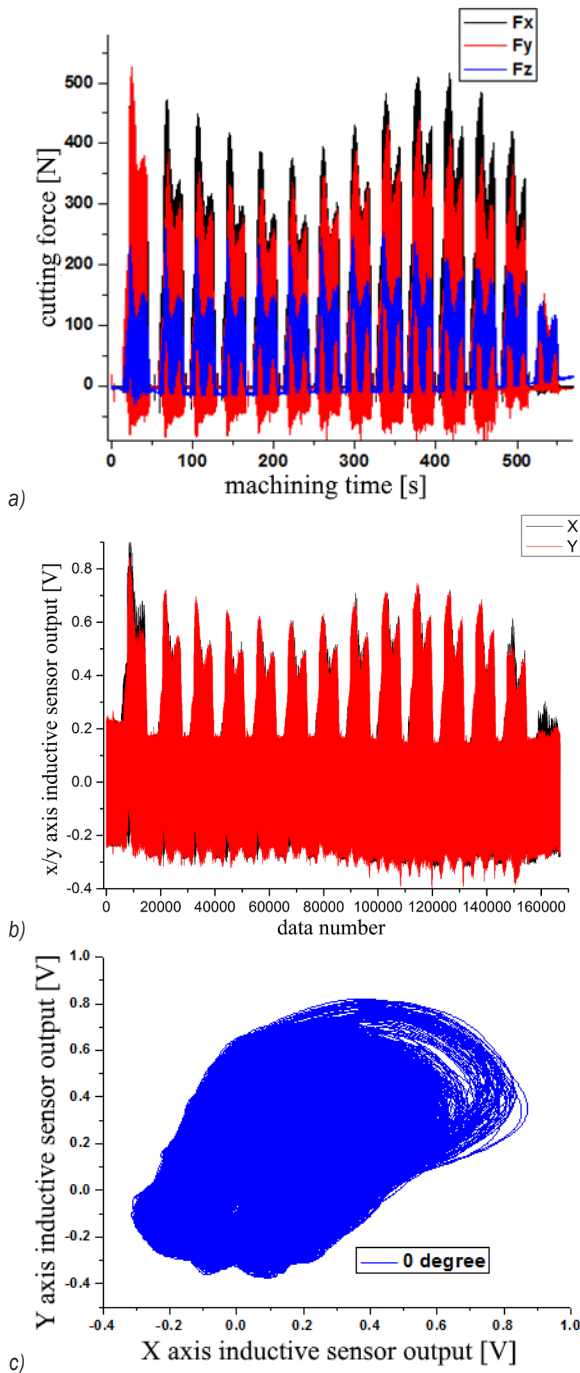 Fx
Fy
Fz
500
400
300
200
100
0
cutting force [N]
0 100 200 300 400 500
machining time [s]
a)
X
Y
0.8
0.6
0.4
0.2
0.0
-0.2
-0.4
x/y axis inductive sensor output [V]
0 20000 40000 60000 80000 100000 120000 140000 160000
data number
b)
1.0
0.8
0.6
0.4
0.2
0.0
-0.2
-0.4
Y axis inductive sensor output [V]
0 degree
-0.4 -0.2 0.0 0.2 0.4 0.6 0.8 1.0
X axis inductive sensor output [V]
c)